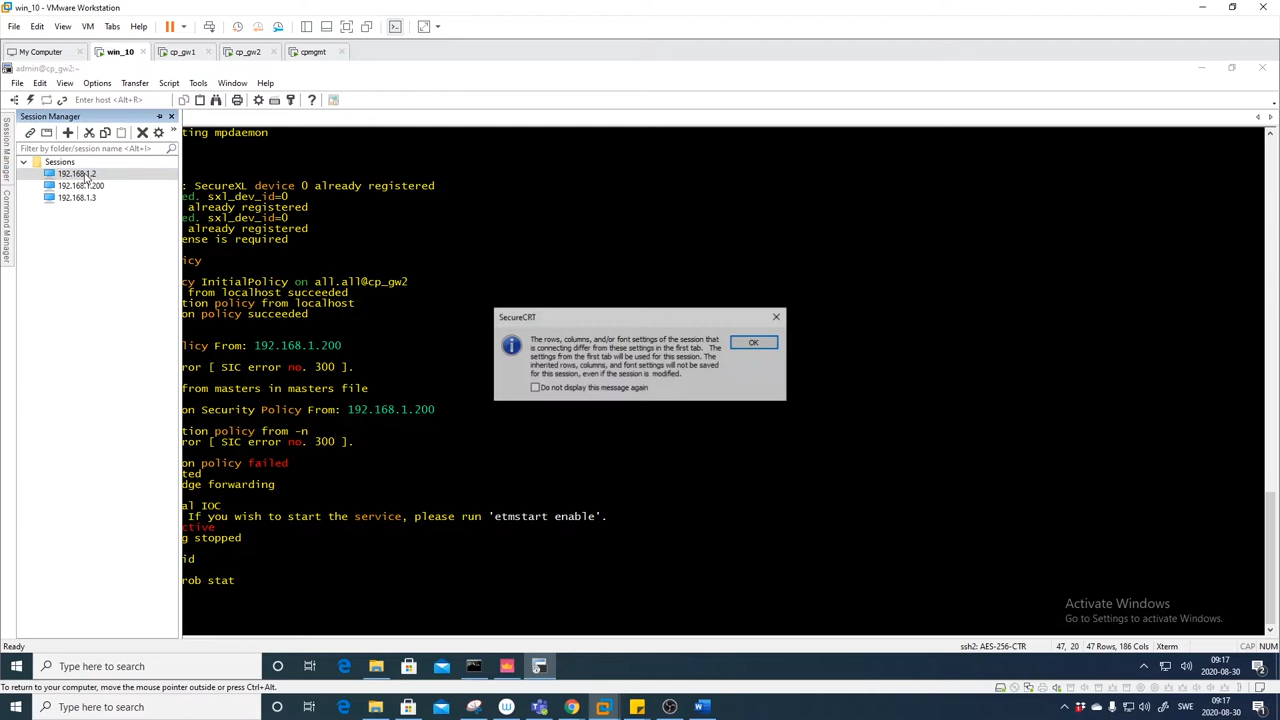 win_10 - VMware Workstation
File Edit View VM Tabs Help
My Computer win_10 cp_gw1 cp_gw2 cpmgmt
admin@cp_gw2:~
File Edit View Options Transfer Script Tools Window Help
Enter host <Alt+R>
Session Manager
Filter by folder/session name <Alt+I>
Sessions
192.168.1.2
192.168.1.200
192.168.1.3
Session Manager
Command Manager
ting mpdaemon
: SecureXL device 0 already registered
ed. sxl_dev_id=0
already registered
ed. sxl_dev_id=0
already registered
ense is required
icy
cy InitialPolicy on all.all@cp_gw2
from localhost succeeded
tion policy from localhost
on policy succeeded
licy From: 192.168.1.200
ror [ SIC error no. 300 ].
from masters in masters file
on Security Policy From: 192.168.1.200
tion policy from -n
ror [ SIC error no. 300 ].
on policy failed
ted
dge forwarding
al IOC
If you wish to start the service, please run 'etmstart enable'.
ctive
g stopped
id
rob stat
SecureCRT
The rows, columns, and/or font settings of the session that
is connecting differ from these settings in the first tab. The
settings from the first tab will be used for this session. The
inherited rows, columns, and font settings will not be saved
for this session, even if the session is modified.
OK
Do not display this message again
Activate Windows
Go to Settings to activate Windows.
Ready ssh2: AES-256-CTR 47, 20 47 Rows, 186 Cols Xterm CAP NUM
Type here to search
09:17
2020-08-30
To return to your computer, move the mouse pointer outside or press Ctrl+Alt.
Type here to search
SWE
09:17
2020-08-30